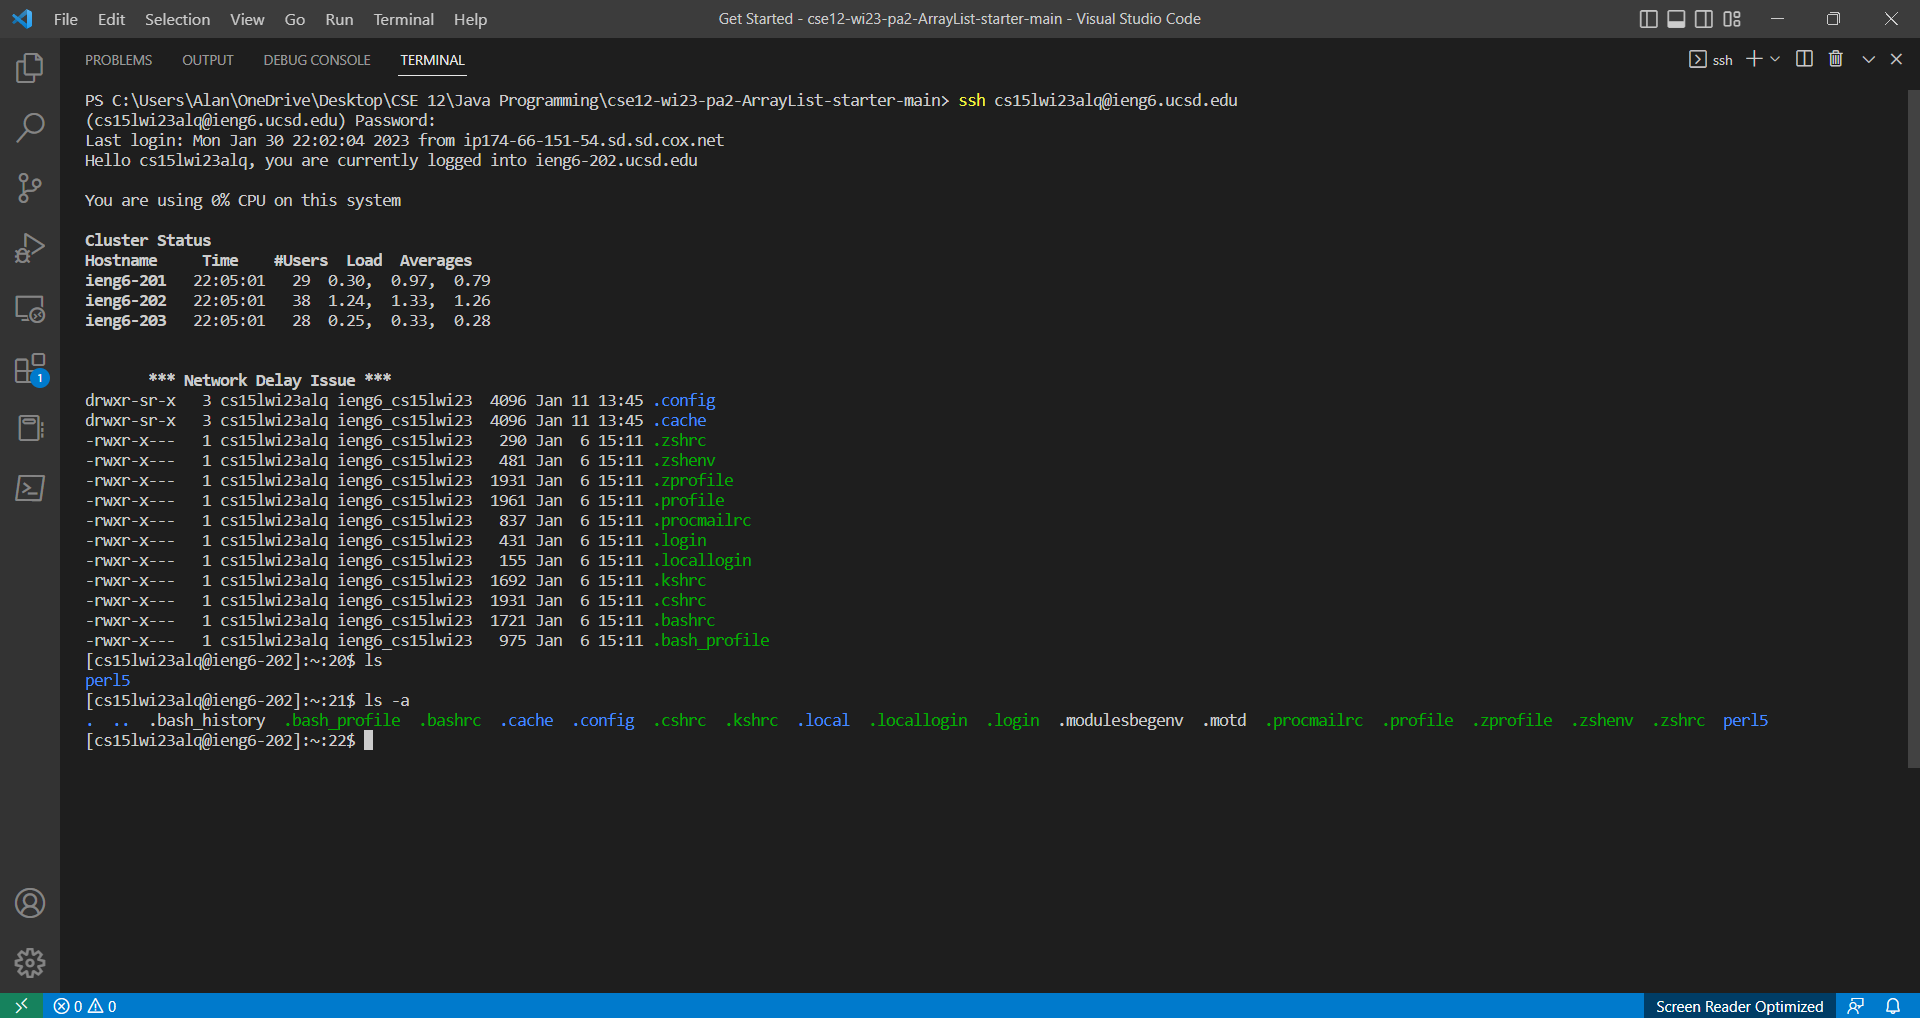 File Edit Selection View Go Run Terminal Help
Get Started - cse12-wi23-pa2-ArrayList-starter-main - Visual Studio Code
PROBLEMS OUTPUT DEBUG CONSOLE TERMINAL
ssh
PS C:\Users\Alan\OneDrive\Desktop\CSE 12\Java Programming\cse12-wi23-pa2-ArrayList-starter-main> ssh cs15lwi23alq@ieng6.ucsd.edu
(cs15lwi23alq@ieng6.ucsd.edu) Password:
Last login: Mon Jan 30 22:02:04 2023 from ip174-66-151-54.sd.sd.cox.net
Hello cs15lwi23alq, you are currently logged into ieng6-202.ucsd.edu
You are using 0% CPU on this system
Cluster Status
Hostname     Time    #Users  Load  Averages
ieng6-201   22:05:01   29  0.30,  0.97,  0.79
ieng6-202   22:05:01   38  1.24,  1.33,  1.26
ieng6-203   22:05:01   28  0.25,  0.33,  0.28
*** Network Delay Issue ***
drwxr-sr-x   3 cs15lwi23alq ieng6_cs15lwi23  4096 Jan 11 13:45 .config
drwxr-sr-x   3 cs15lwi23alq ieng6_cs15lwi23  4096 Jan 11 13:45 .cache
-rwxr-x---   1 cs15lwi23alq ieng6_cs15lwi23   290 Jan  6 15:11 .zshrc
-rwxr-x---   1 cs15lwi23alq ieng6_cs15lwi23   481 Jan  6 15:11 .zshenv
-rwxr-x---   1 cs15lwi23alq ieng6_cs15lwi23  1931 Jan  6 15:11 .zprofile
-rwxr-x---   1 cs15lwi23alq ieng6_cs15lwi23  1961 Jan  6 15:11 .profile
-rwxr-x---   1 cs15lwi23alq ieng6_cs15lwi23   837 Jan  6 15:11 .procmailrc
-rwxr-x---   1 cs15lwi23alq ieng6_cs15lwi23   431 Jan  6 15:11 .login
-rwxr-x---   1 cs15lwi23alq ieng6_cs15lwi23   155 Jan  6 15:11 .locallogin
-rwxr-x---   1 cs15lwi23alq ieng6_cs15lwi23  1692 Jan  6 15:11 .kshrc
-rwxr-x---   1 cs15lwi23alq ieng6_cs15lwi23  1931 Jan  6 15:11 .cshrc
-rwxr-x---   1 cs15lwi23alq ieng6_cs15lwi23  1721 Jan  6 15:11 .bashrc
-rwxr-x---   1 cs15lwi23alq ieng6_cs15lwi23   975 Jan  6 15:11 .bash_profile
[cs15lwi23alq@ieng6-202]:~:20$ ls
perl5
[cs15lwi23alq@ieng6-202]:~:21$ ls -a
.  ..  .bash_history  .bash_profile  .bashrc  .cache  .config  .cshrc  .kshrc  .local  .locallogin  .login  .modulesbegenv  .motd  .procmailrc  .profile  .zprofile  .zshenv  .zshrc  perl5
[cs15lwi23alq@ieng6-202]:~:22$
1
0 0
Screen Reader Optimized